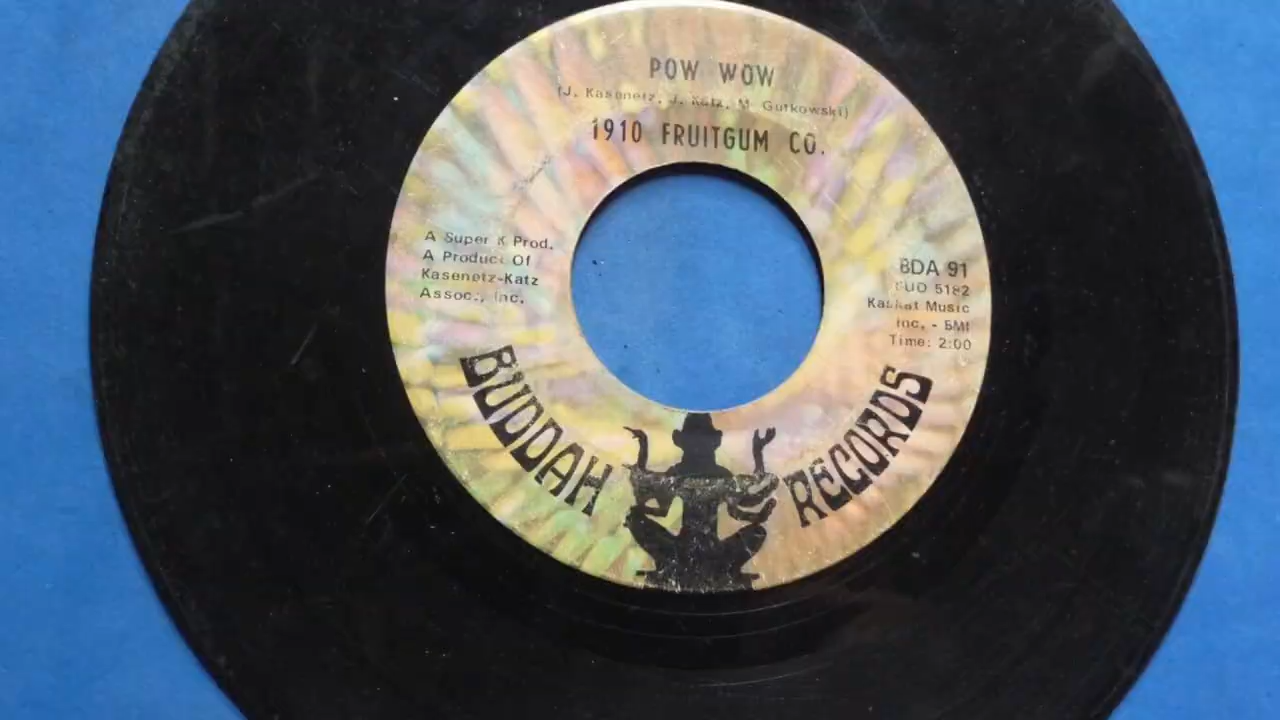 POW WOW
(J. Kasenetz, J. Katz, M. Gutkowski)
1910 FRUITGUM CO.
A Super K Prod.
A Product Of
Kasenetz-Katz
Assoc., Inc.
BDA 91
BUD 5182
Kaskat Music
Inc. - BMI
Time: 2:00
BUDDAH RECORDS